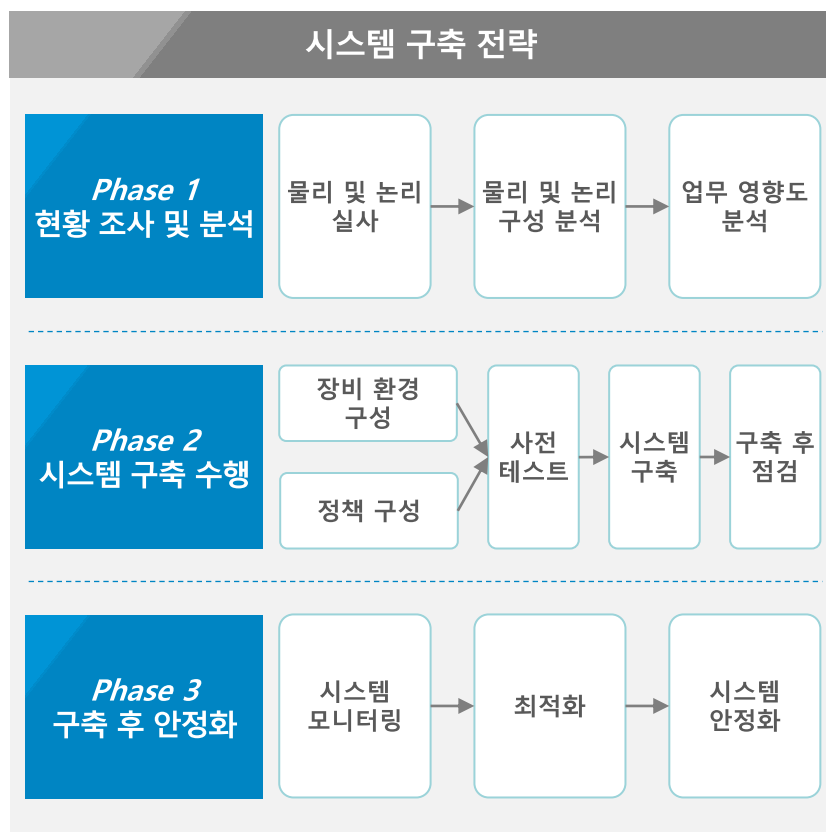 시스템 구축 전략
Phase 1
현황 조사 및 분석
물리 및 논리
실사
물리 및 논리
구성 분석
업무 영향도
분석
Phase 2
시스템 구축 수행
장비 환경
구성
정책 구성
사전
테스트
시스템
구축
구축 후
점검
Phase 3
구축 후 안정화
시스템
모니터링
최적화
시스템
안정화